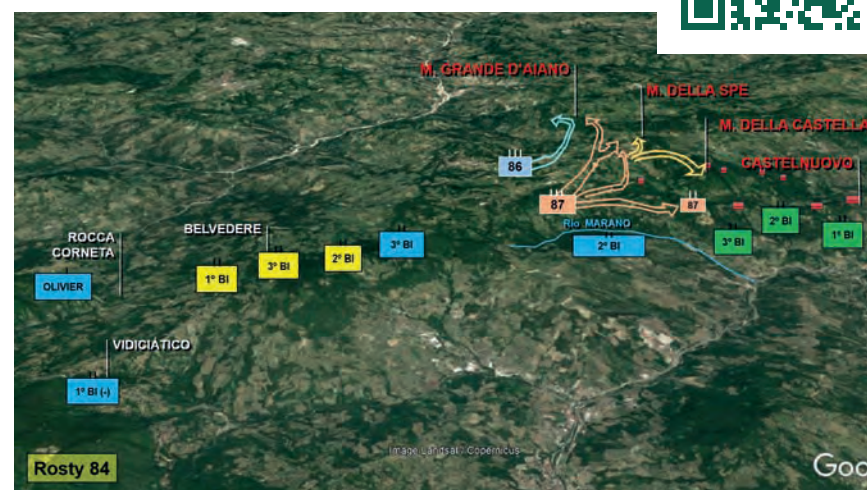 M. GRANDE D'AIANO
M. DELLA SPE
M. DELLA CASTELLA
CASTELNUOVO
86
87
87
Rio MARANO
ROCCA
CORNETA
BELVEDERE
3º BI
2º BI
2º BI
1º BI
3º BI
2º BI
3º BI
1º BI
OLIVIER
VIDICIÁTICO
1º BI (-)
Image Landsat / Copernicus
Rosty 84
Goo